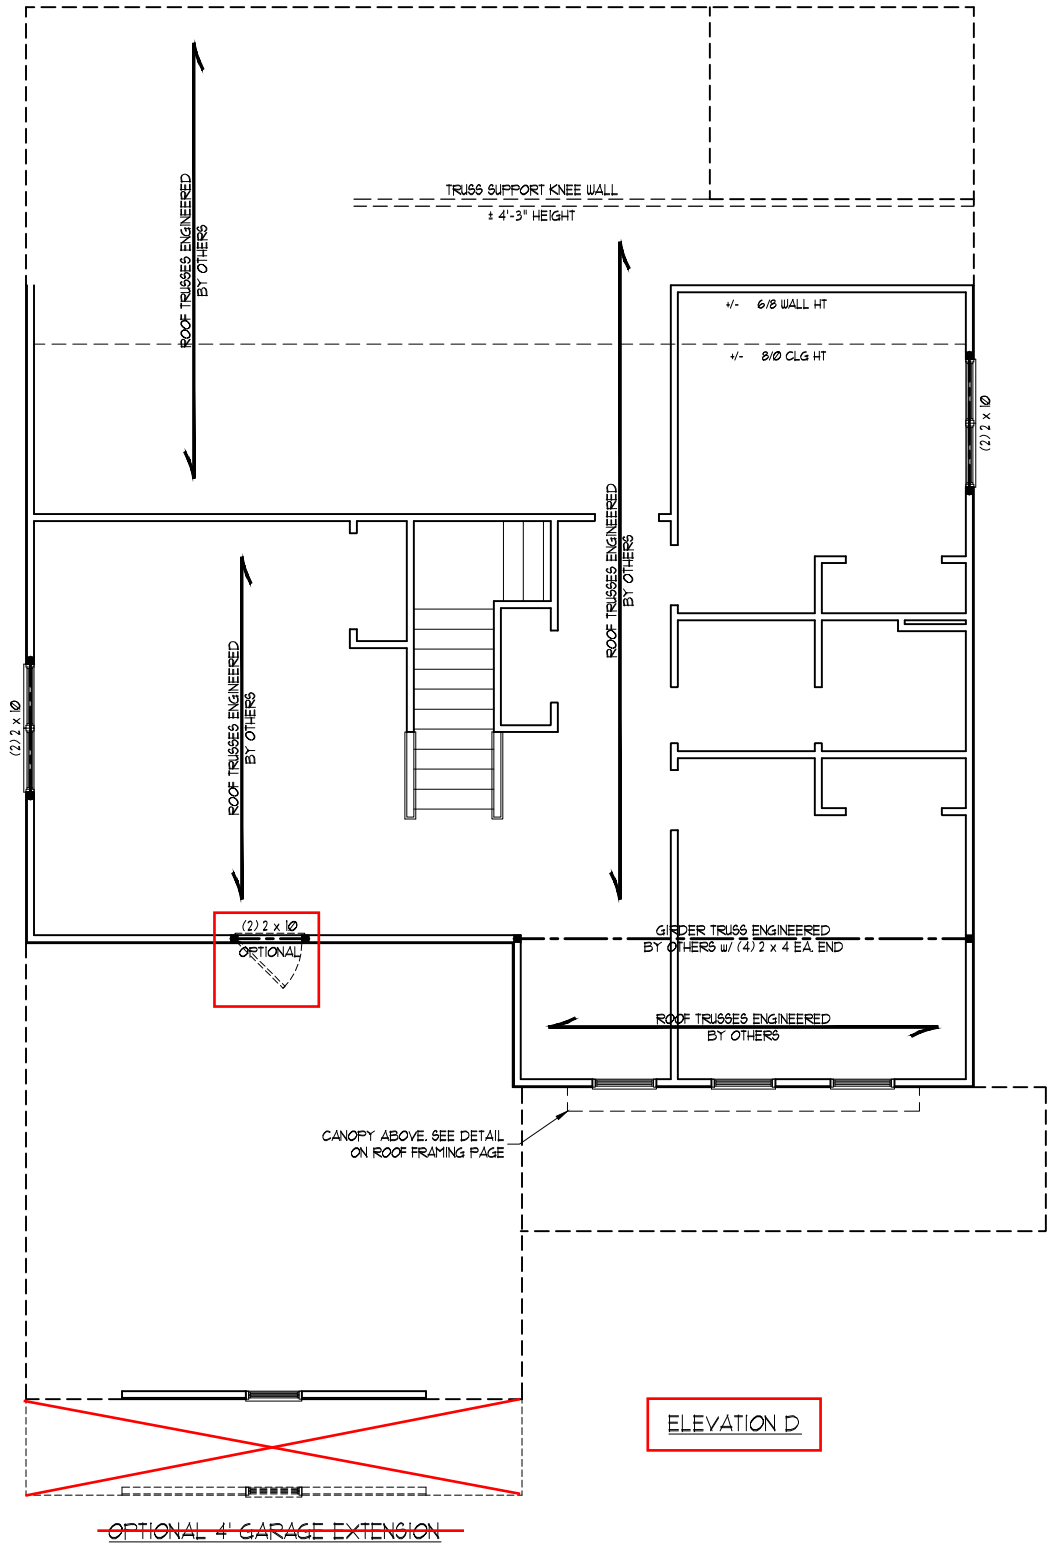 ROOF TRUSSES ENGINEERED
BY OTHERS
TRUSS SUPPORT KNEE WALL
± 4'-3" HEIGHT
+/- 6/8 WALL HT
+/- 8/0 CLG HT
(2) 2 x 10
ROOF TRUSSES ENGINEERED
BY OTHERS
ROOF TRUSSES ENGINEERED
BY OTHERS
(2) 2 x 10
(2) 2 x 10
OPTIONAL
GIRDER TRUSS ENGINEERED
BY OTHERS w/ (4) 2 x 4 EA. END
ROOF TRUSSES ENGINEERED
BY OTHERS
CANOPY ABOVE. SEE DETAIL
ON ROOF FRAMING PAGE
ELEVATION D
OPTIONAL 4' GARAGE EXTENSION